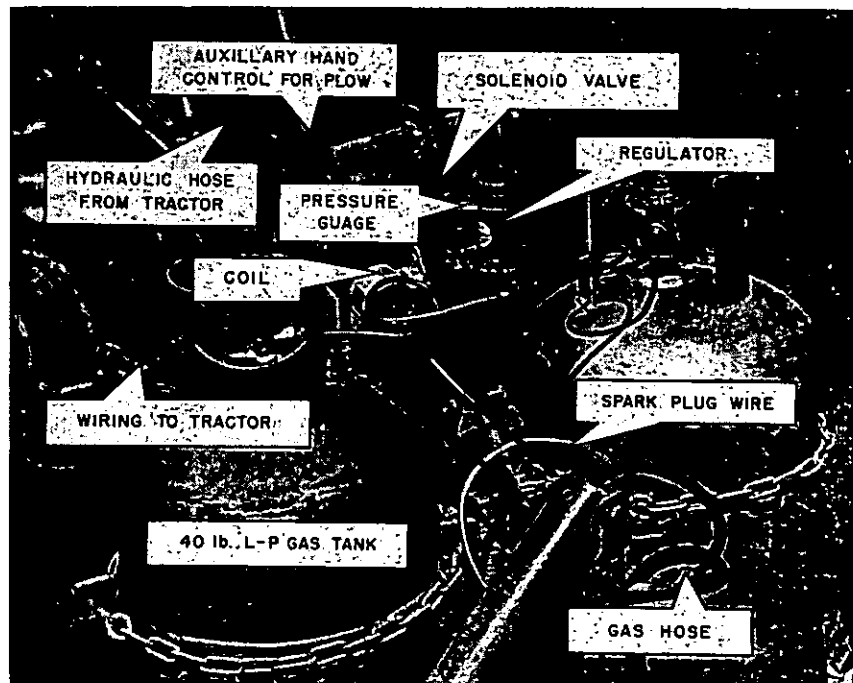 AUXILLARY HAND
CONTROL FOR PLOW
SOLENOID VALVE
HYDRAULIC HOSE
FROM TRACTOR
REGULATOR
PRESSURE
GUAGE
COIL
WIRING TO TRACTOR
SPARK PLUG WIRE
40 lb. L-P GAS TANK
GAS HOSE